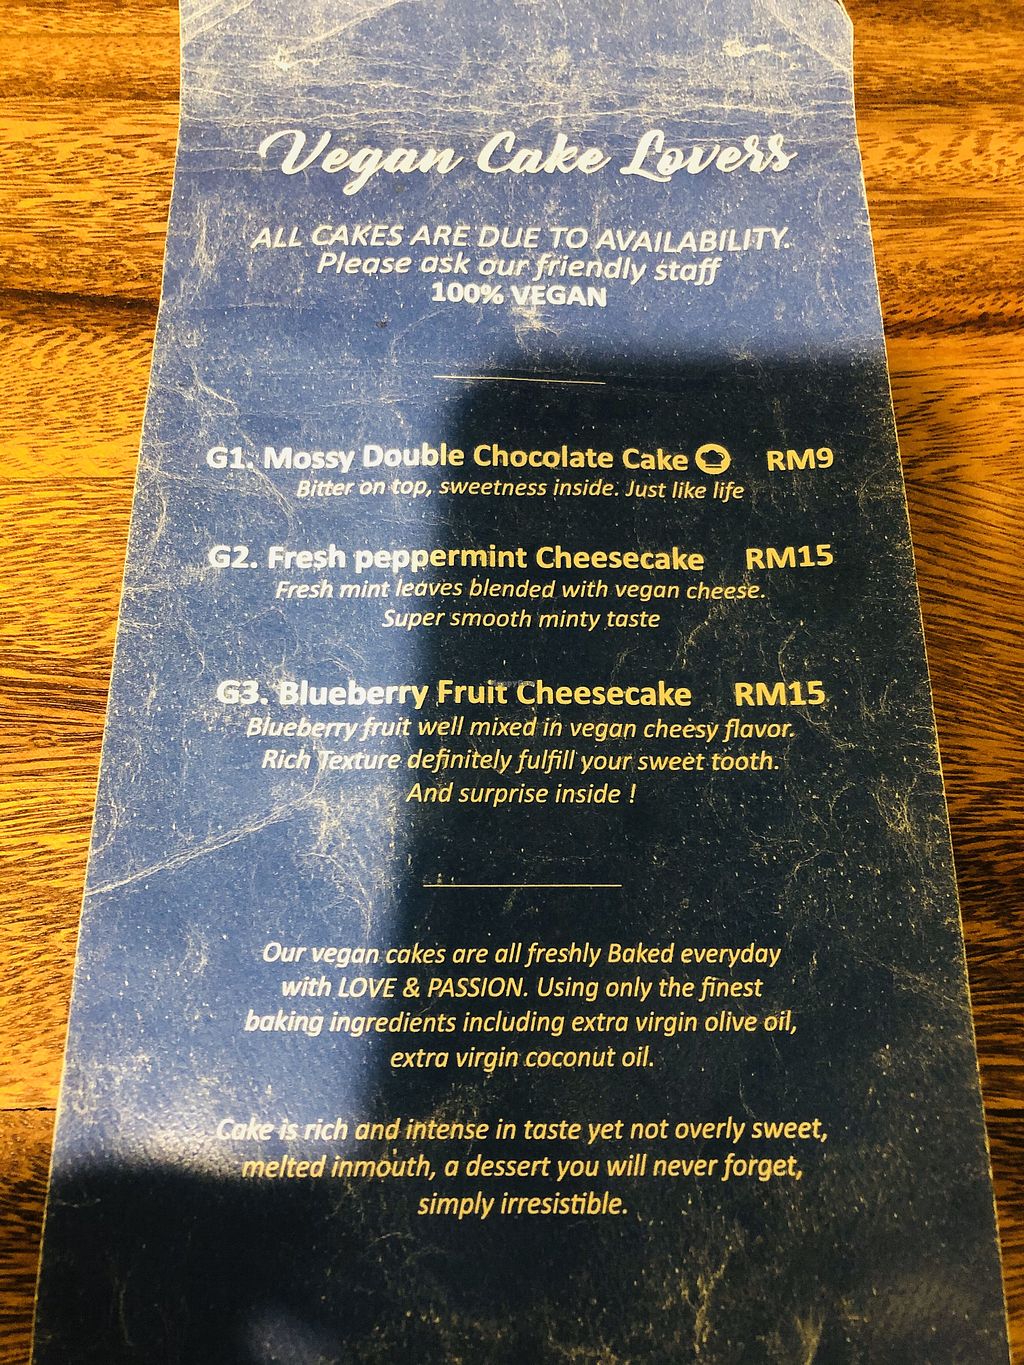 Vegan Cake Lovers
ALL CAKES ARE DUE TO AVAILABILITY.
Please ask our friendly staff
100% VEGAN
G1. Mossy Double Chocolate Cake RM9
Bitter on top, sweetness inside. Just like life
G2. Fresh peppermint Cheesecake RM15
Fresh mint leaves blended with vegan cheese.
Super smooth minty taste
G3. Blueberry Fruit Cheesecake RM15
Blueberry fruit well mixed in vegan cheesy flavor.
Rich Texture definitely fulfill your sweet tooth.
And surprise inside !
Our vegan cakes are all freshly Baked everyday
with LOVE & PASSION. Using only the finest
baking ingredients including extra virgin olive oil,
extra virgin coconut oil.
Cake is rich and intense in taste yet not overly sweet,
melted inmouth, a dessert you will never forget,
simply irresistible.